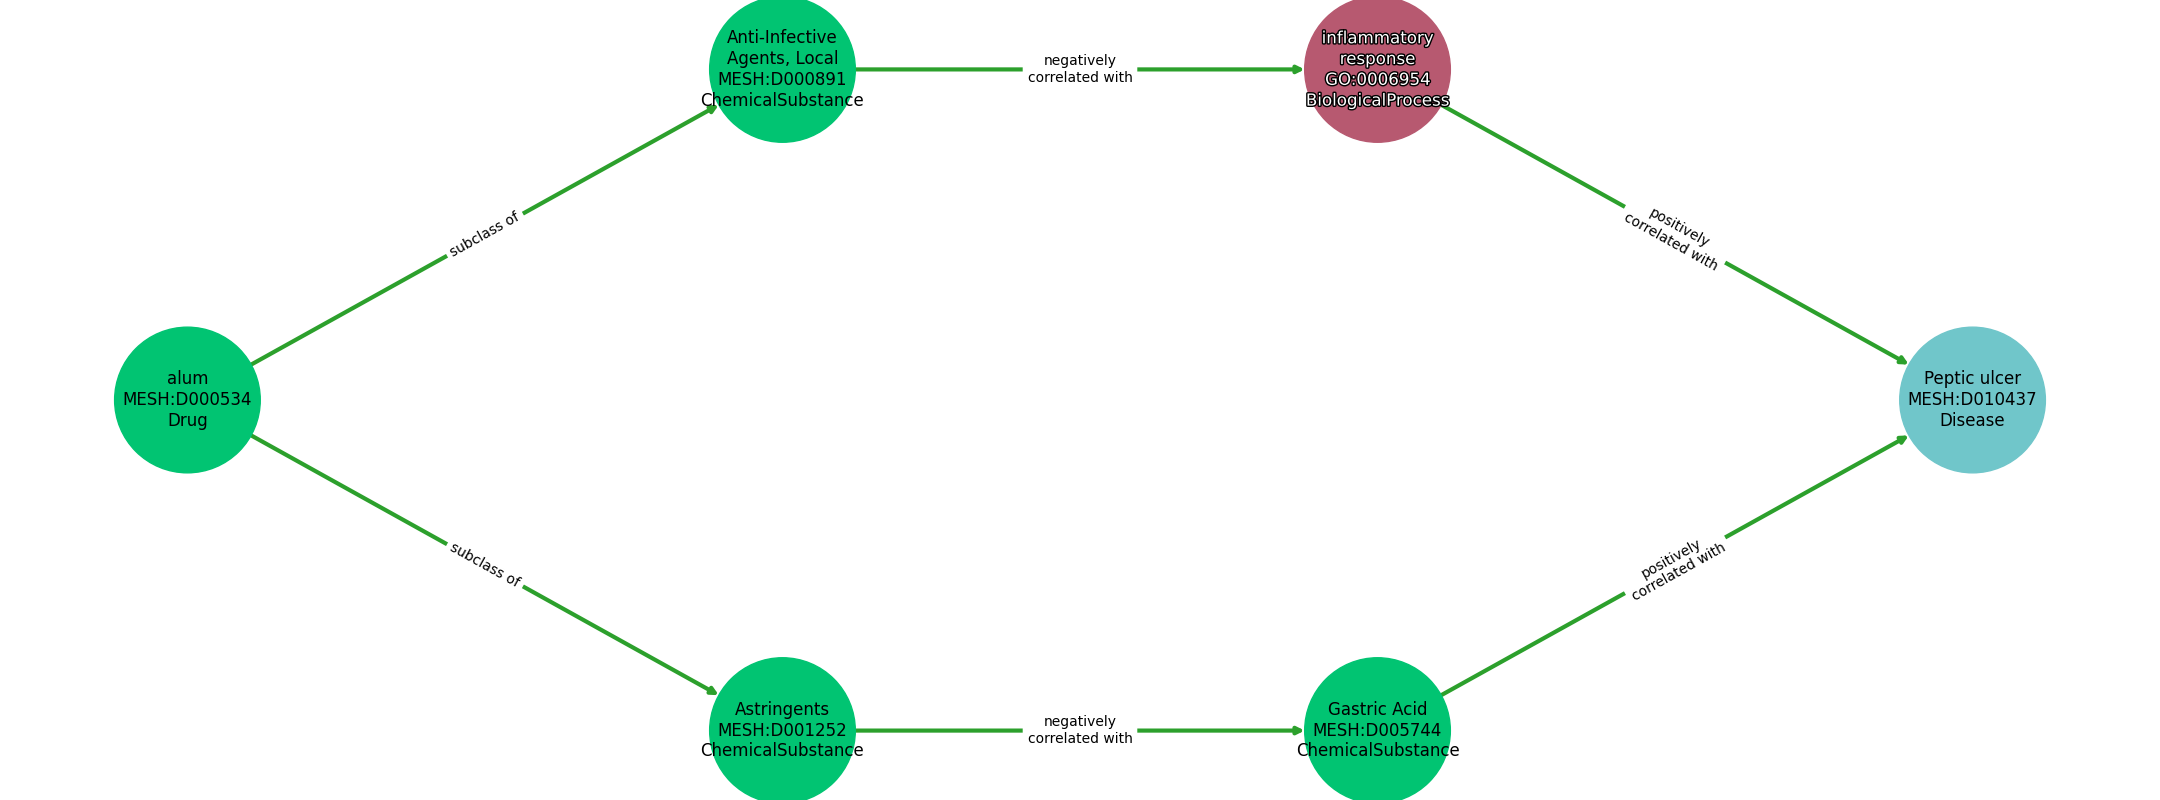 Anti-Infective
Agents, Local
MESH:D000891
ChemicalSubstance
negatively
correlated with
inflammatory
response
GO:0006954
BiologicalProcess
subclass of
positively
correlated with
alum
MESH:D000534
Drug
Peptic ulcer
MESH:D010437
Disease
subclass of
positively
correlated with
Astringents
MESH:D001252
ChemicalSubstance
negatively
correlated with
Gastric Acid
MESH:D005744
ChemicalSubstance